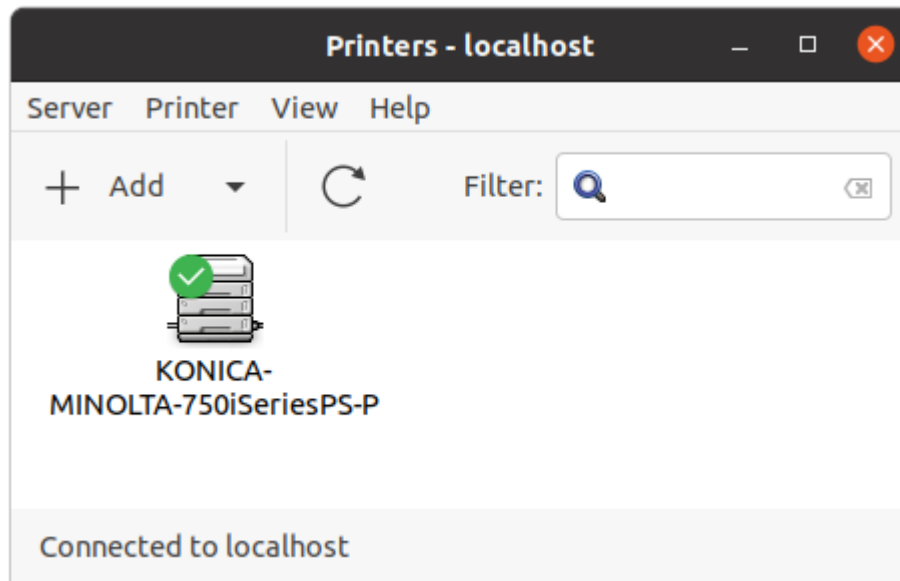 Printers - localhost
Server Printer View Help
Add Filter:
KONICA-
MINOLTA-750iSeriesPS-P
Connected to localhost